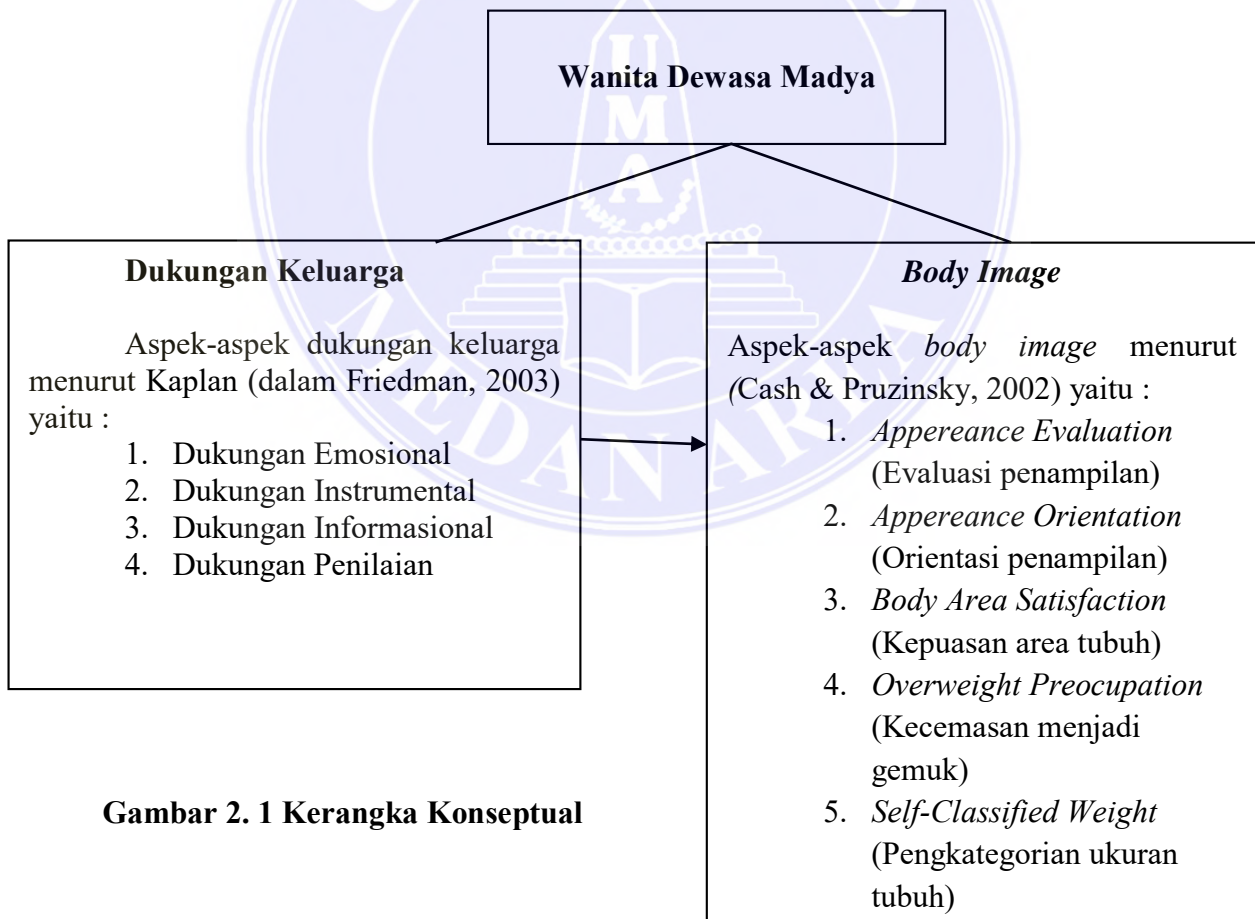 Wanita Dewasa Madya
Dukungan Keluarga
Aspek-aspek dukungan keluarga
menurut Kaplan (dalam Friedman, 2003)
yaitu :
1. Dukungan Emosional
2. Dukungan Instrumental
3. Dukungan Informasional
4. Dukungan Penilaian
Body Image
Aspek-aspek body image menurut
(Cash & Pruzinsky, 2002) yaitu :
1. Appereance Evaluation
(Evaluasi penampilan)
2. Appereance Orientation
(Orientasi penampilan)
3. Body Area Satisfaction
(Kepuasan area tubuh)
4. Overweight Preocupation
(Kecemasan menjadi
gemuk)
5. Self-Classified Weight
(Pengkategorian ukuran
tubuh)
Gambar 2. 1 Kerangka Konseptual
UMA
MEDAN AREA